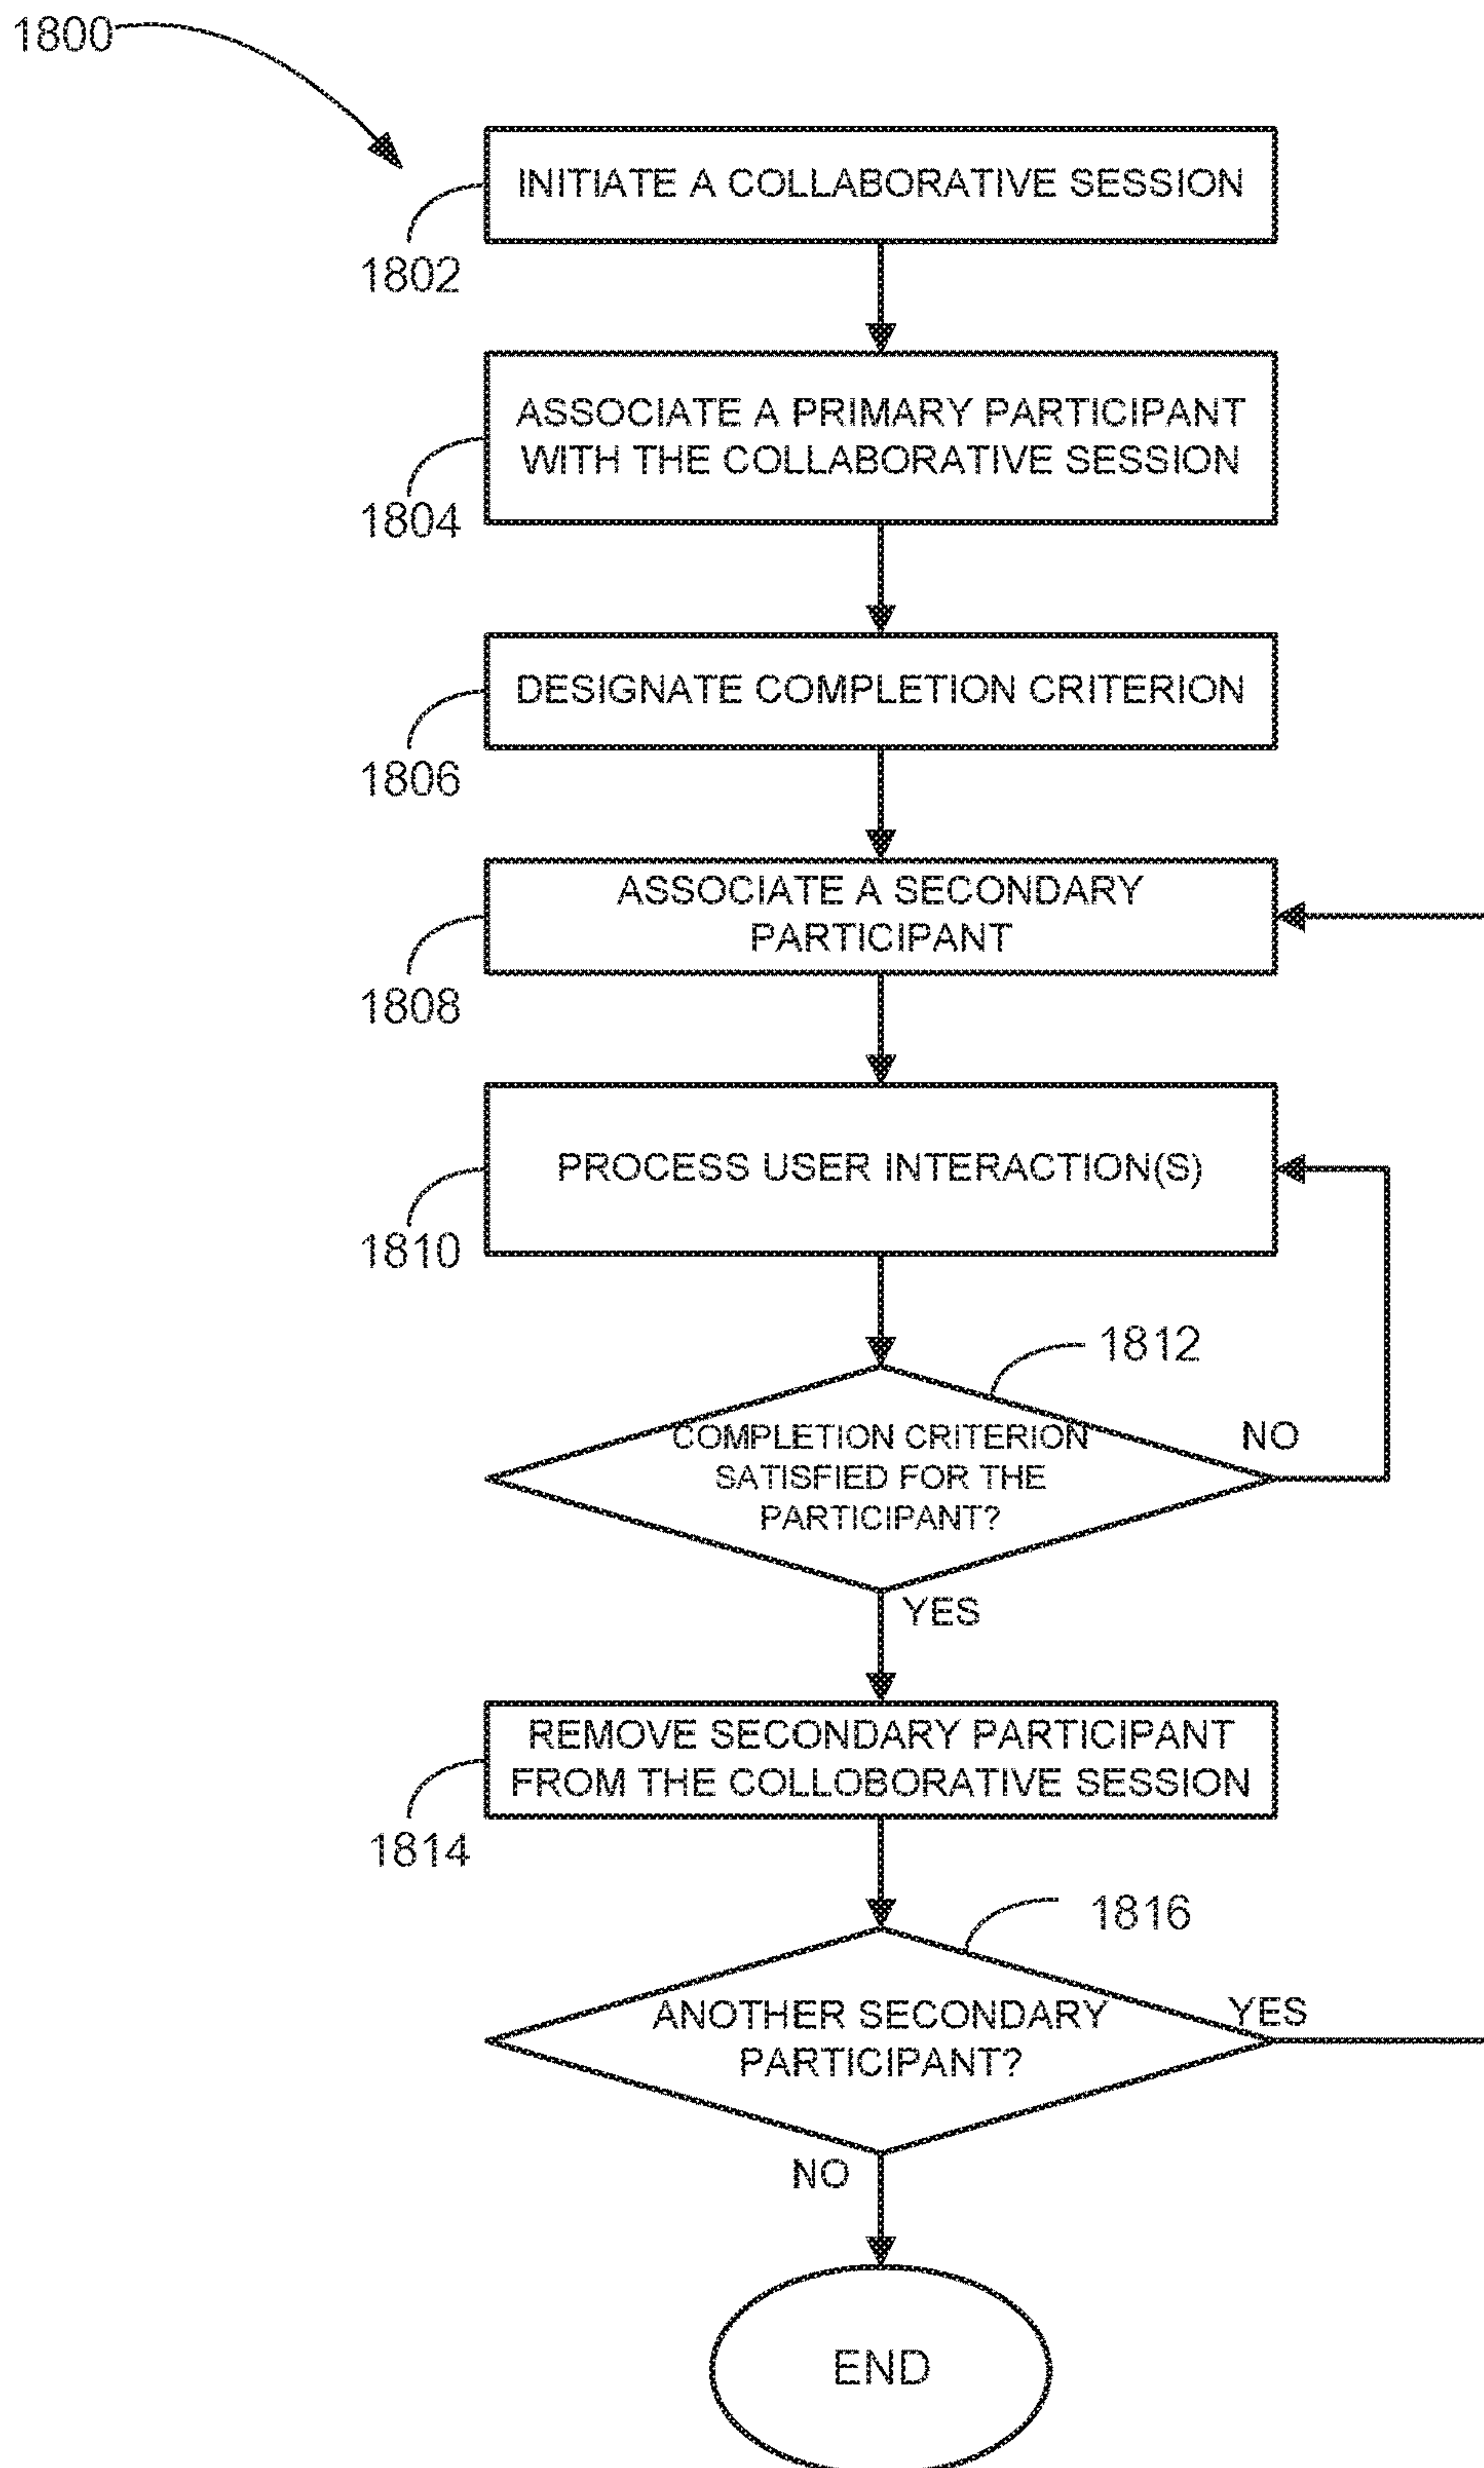 1800
INITIATE A COLLABORATIVE SESSION
1802
ASSOCIATE A PRIMARY PARTICIPANT
WITH THE COLLABORATIVE SESSION
1804
DESIGNATE COMPLETION CRITERION
1806
ASSOCIATE A SECONDARY
PARTICIPANT
1808
PROCESS USER INTERACTION(S)
1810
1812
COMPLETION CRITERION
SATISFIED FOR THE
PARTICIPANT?
NO
YES
REMOVE SECONDARY PARTICIPANT
FROM THE COLLOBORATIVE SESSION
1814
1816
ANOTHER SECONDARY
PARTICIPANT?
YES
NO
END